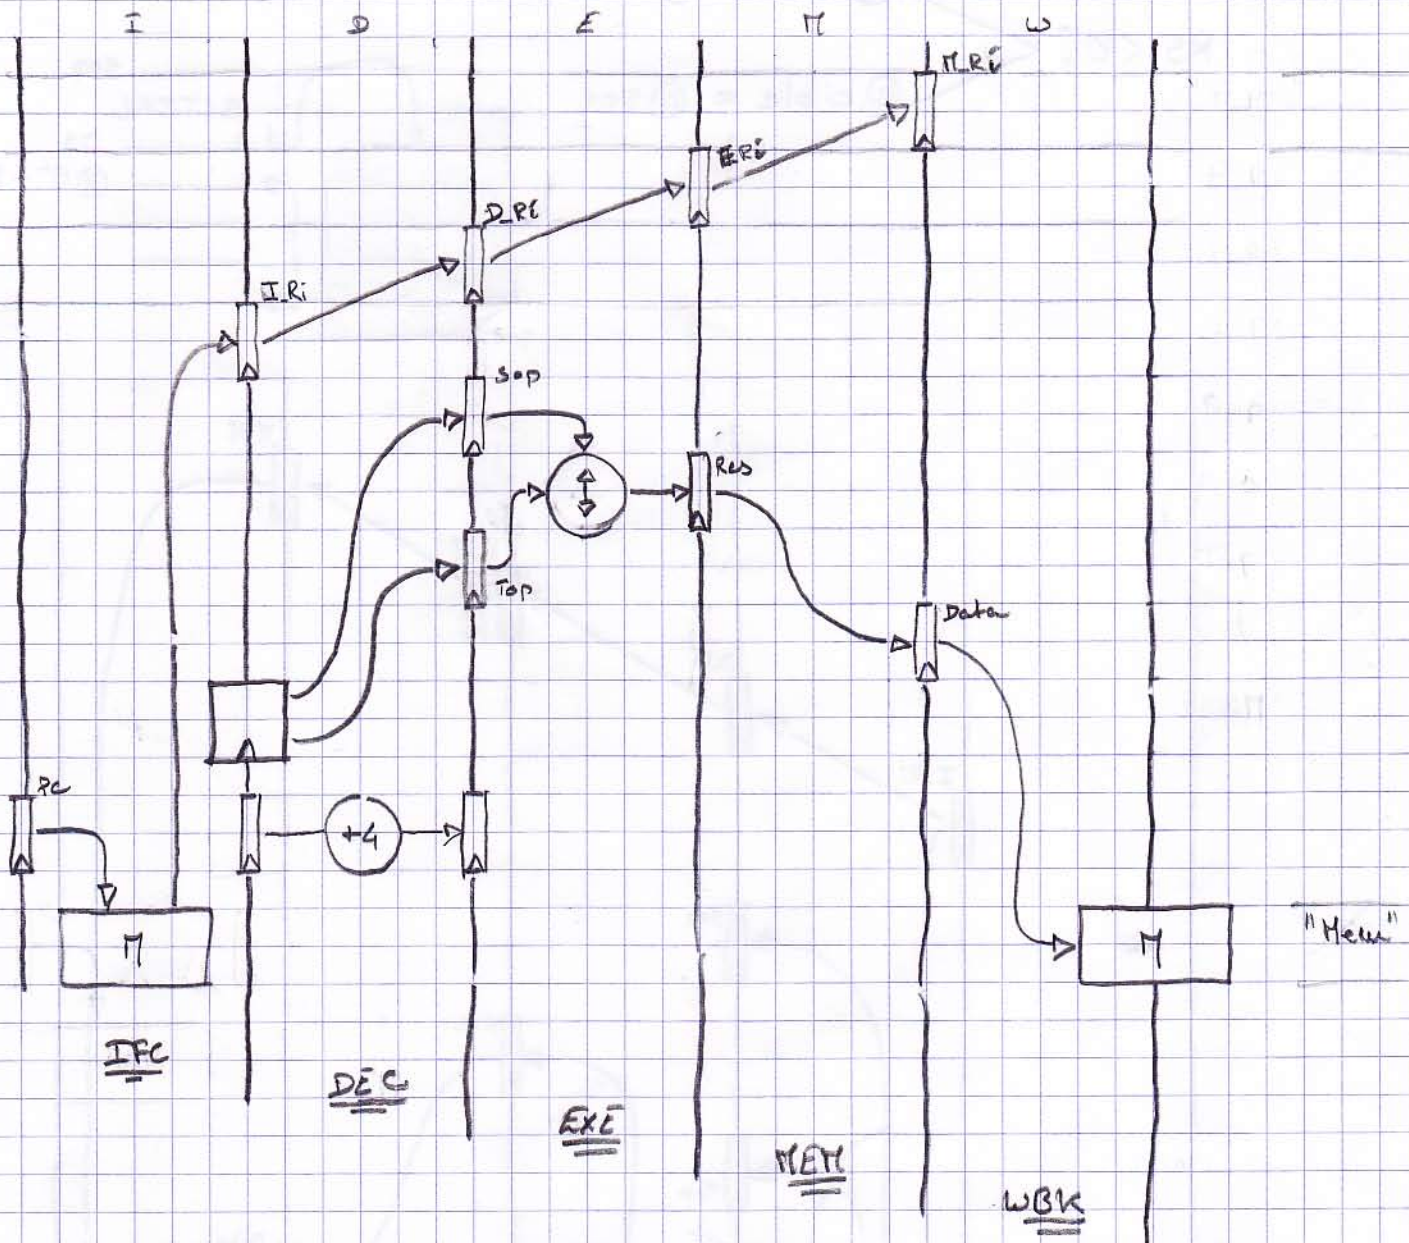 I D E M W
M_Ri
E_Ri
D_Ri
I_Ri
Sop
Res
Top
Data
PC
+4
M
M
"Mem"
IFC
DEC
EXE
MEM
WBK